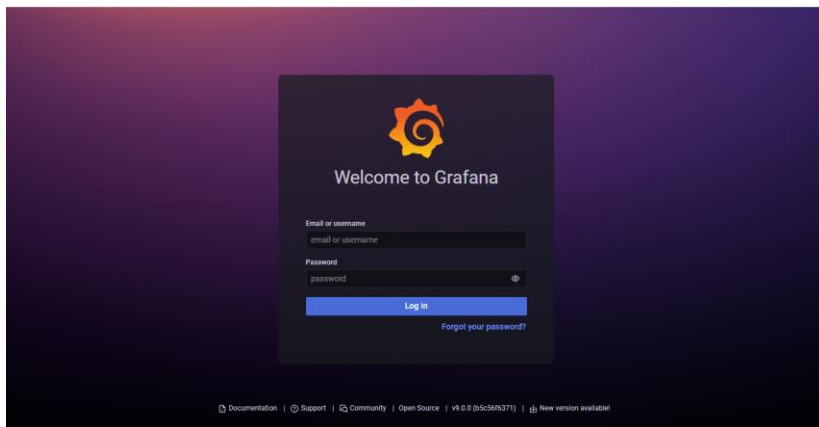 Welcome to Grafana
Email or username
email or username
Password
password
Log in
Forgot your password?
Documentation | Support | Community | Open Source | v9.0.0 (b5c56f6371) | New version available!